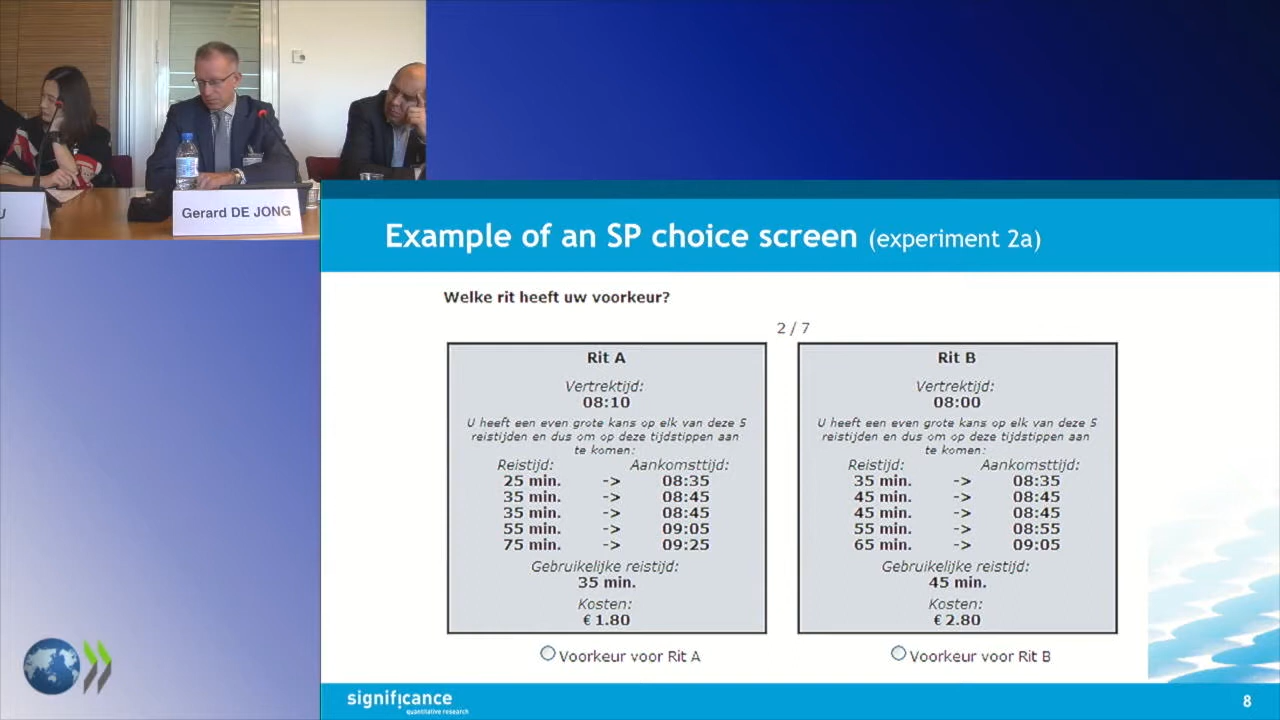 U
Gerard DE JONG
Example of an SP choice screen (experiment 2a)
Welke rit heeft uw voorkeur?
2 / 7
Rit A
Vertrektijd:
08:10
U heeft een even grote kans op elk van deze 5
reistijden en dus om op deze tijdstippen aan
te komen:
Reistijd: Aankomsttijd:
25 min. -> 08:35
35 min. -> 08:45
35 min. -> 08:45
55 min. -> 09:05
75 min. -> 09:25
Gebruikelijke reistijd:
35 min.
Kosten:
€ 1.80
Voorkeur voor Rit A
Rit B
Vertrektijd:
08:00
U heeft een even grote kans op elk van deze 5
reistijden en dus om op deze tijdstippen aan
te komen:
Reistijd: Aankomsttijd:
35 min. -> 08:35
45 min. -> 08:45
45 min. -> 08:45
55 min. -> 08:55
65 min. -> 09:05
Gebruikelijke reistijd:
45 min.
Kosten:
€ 2.80
Voorkeur voor Rit B
significance
quantitative research
8